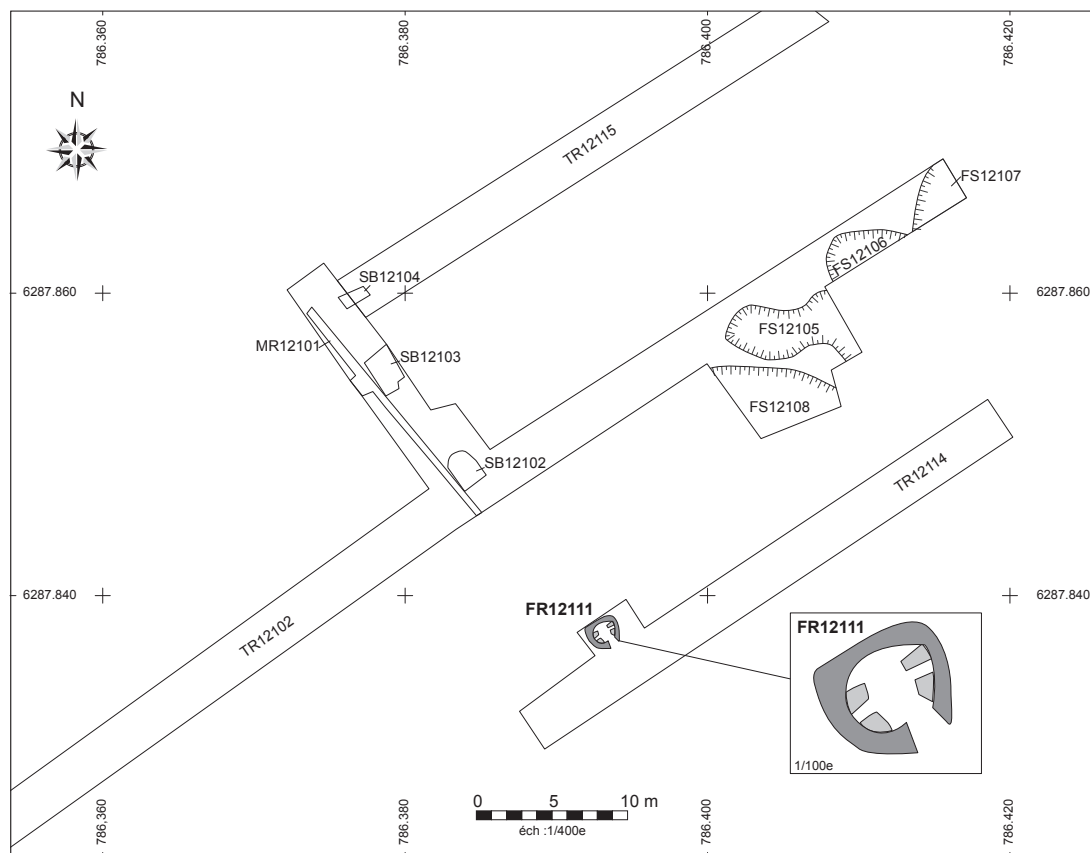 786.360
786.380
786.400
786.420
N
TR12115
FS12107
FS12106
SB12104
6287.860
6287.860
MR12101
SB12103
FS12105
FS12108
SB12102
TR12114
6287.840
6287.840
FR12111
FR12111
TR12102
1/100e
0 5 10 m
éch :1/400e
786.360
786.380
786.400
786.420